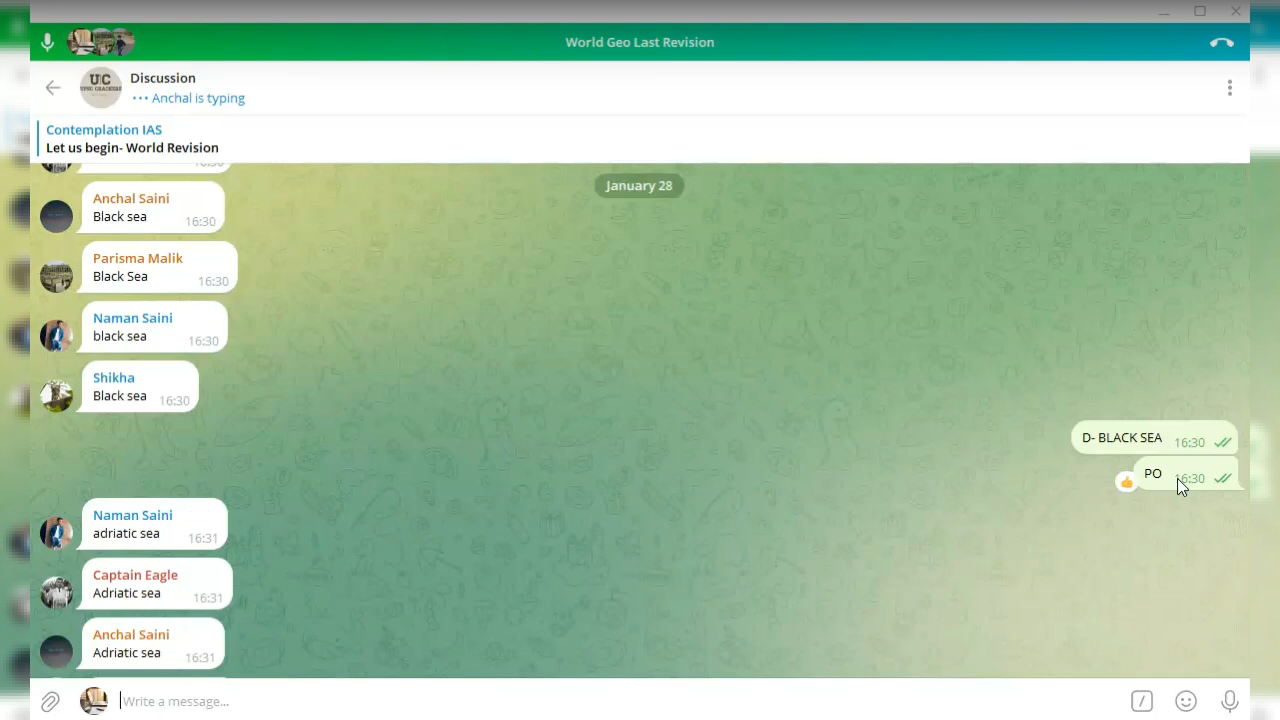 World Geo Last Revision
UC
Discussion
Anchal is typing
Contemplation IAS
Let us begin- World Revision
January 28
Anchal Saini
Black sea 16:30
Parisma Malik
Black Sea 16:30
Naman Saini
black sea 16:30
Shikha
Black sea 16:30
D- BLACK SEA 16:30
PO 16:30
Naman Saini
adriatic sea 16:31
Captain Eagle
Adriatic sea 16:31
Anchal Saini
Adriatic sea 16:31
Write a message...